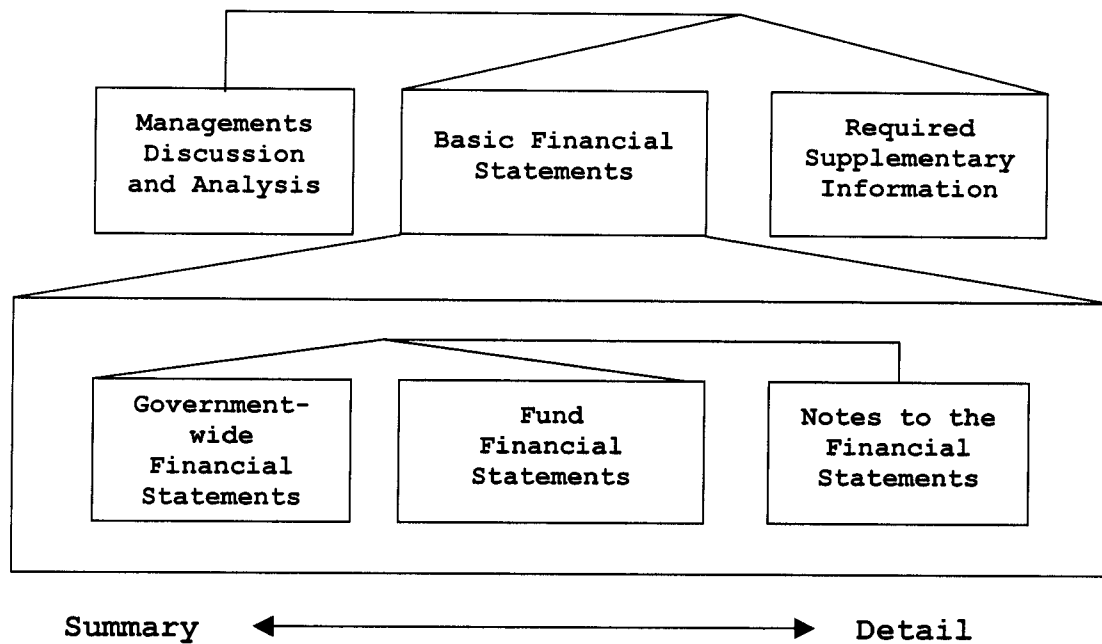 Managements
Discussion
and Analysis
Basic Financial
Statements
Required
Supplementary
Information
Government-
wide
Financial
Statements
Fund
Financial
Statements
Notes to the
Financial
Statements
Summary
Detail